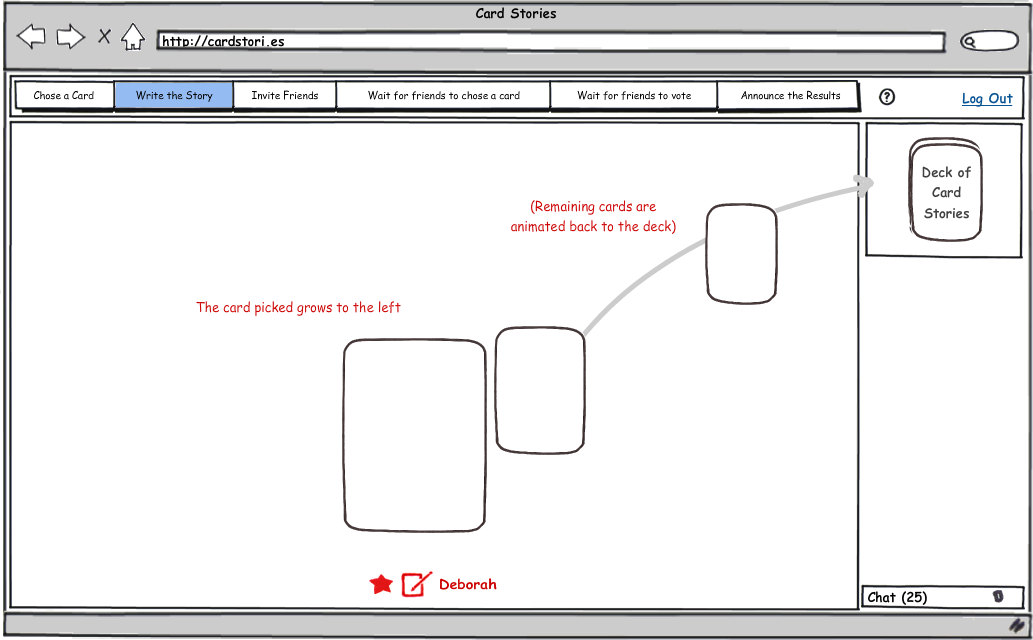 Card Stories
http://cardstori.es
Chose a Card
Write the Story
Invite Friends
Wait for friends to chose a card
Wait for friends to vote
Announce the Results
?
Log Out
Deck of
Card
Stories
(Remaining cards are
animated back to the deck)
The card picked grows to the left
Deborah
Chat (25)